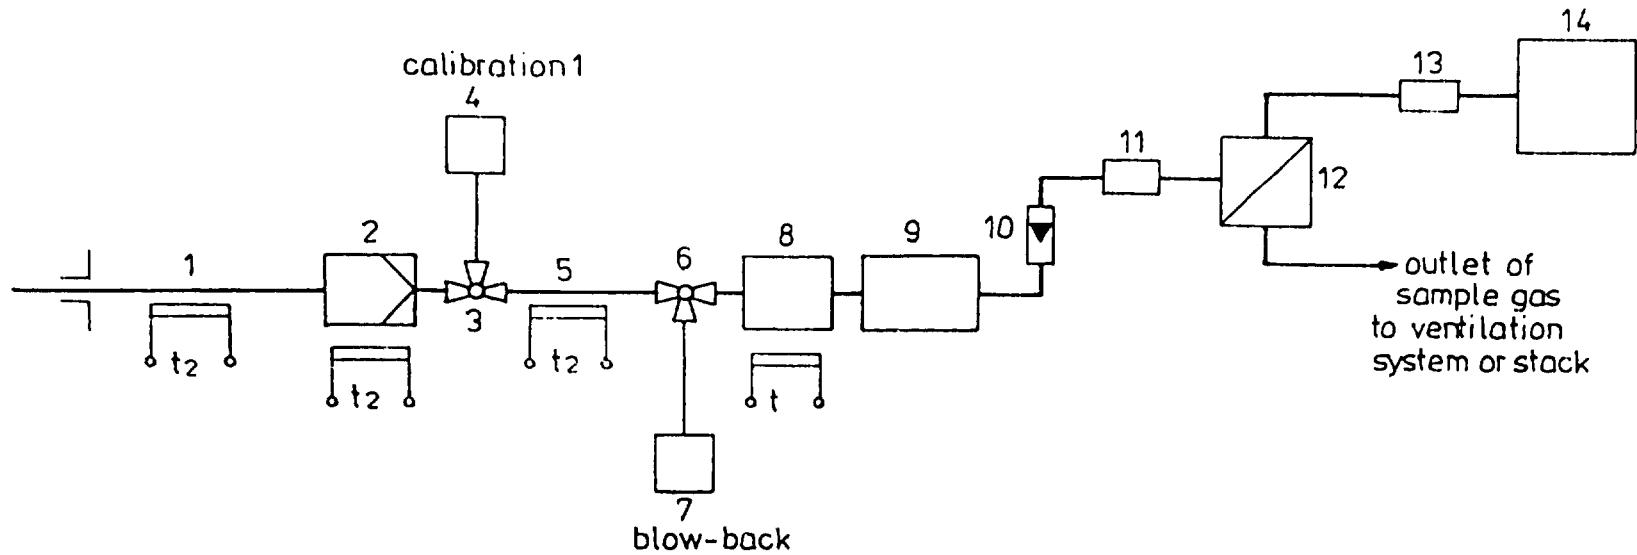 14
13
calibration 1
4
11
12
10
2
8
9
1
5
6
3
outlet of
sample gas
to ventilation
system or stack
t2
t2
t2
t
7
blow-back